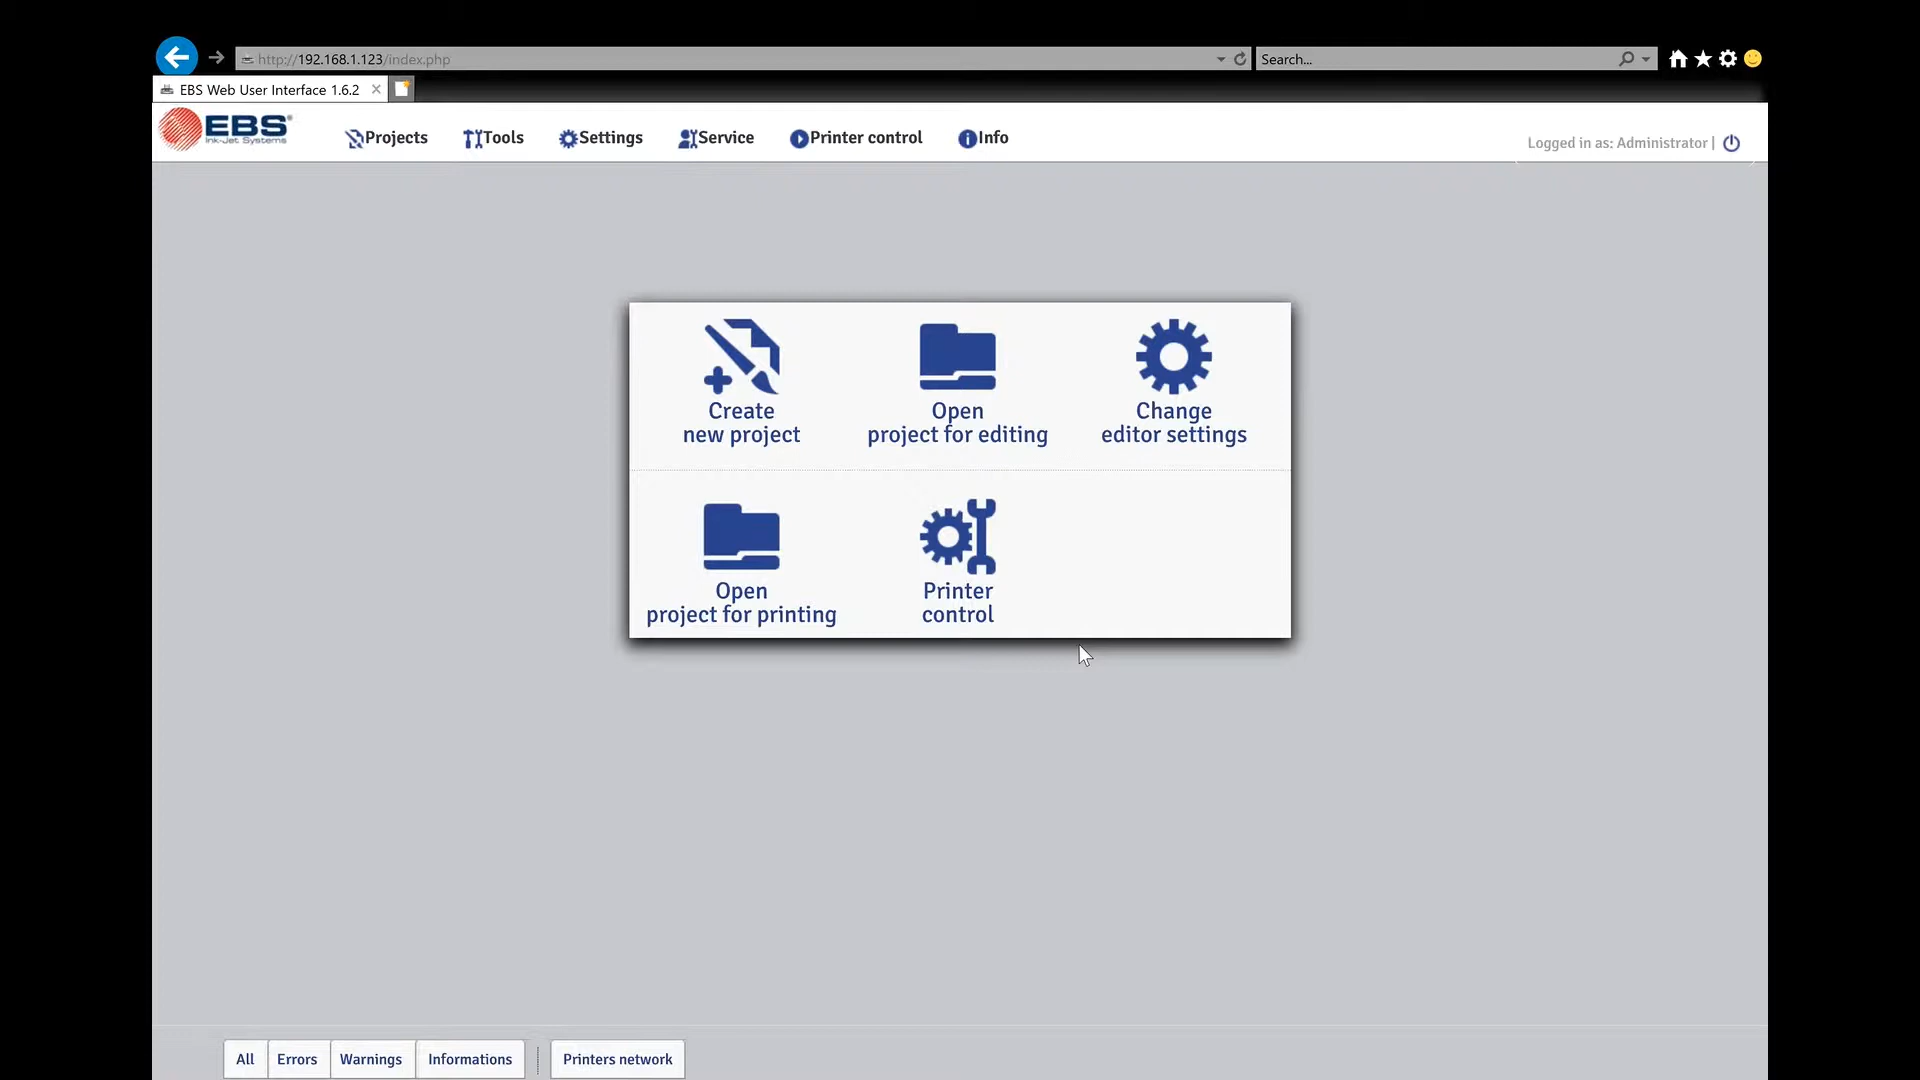 http://192.168.1.123/index.php
Search...
EBS Web User Interface 1.6.2
EBS®
Ink-Jet Systems
Projects
Tools
Settings
Service
Printer control
Info
Logged in as: Administrator |
Create
new project
Open
project for editing
Change
editor settings
Open
project for printing
Printer
control
All
Errors
Warnings
Informations
Printers network